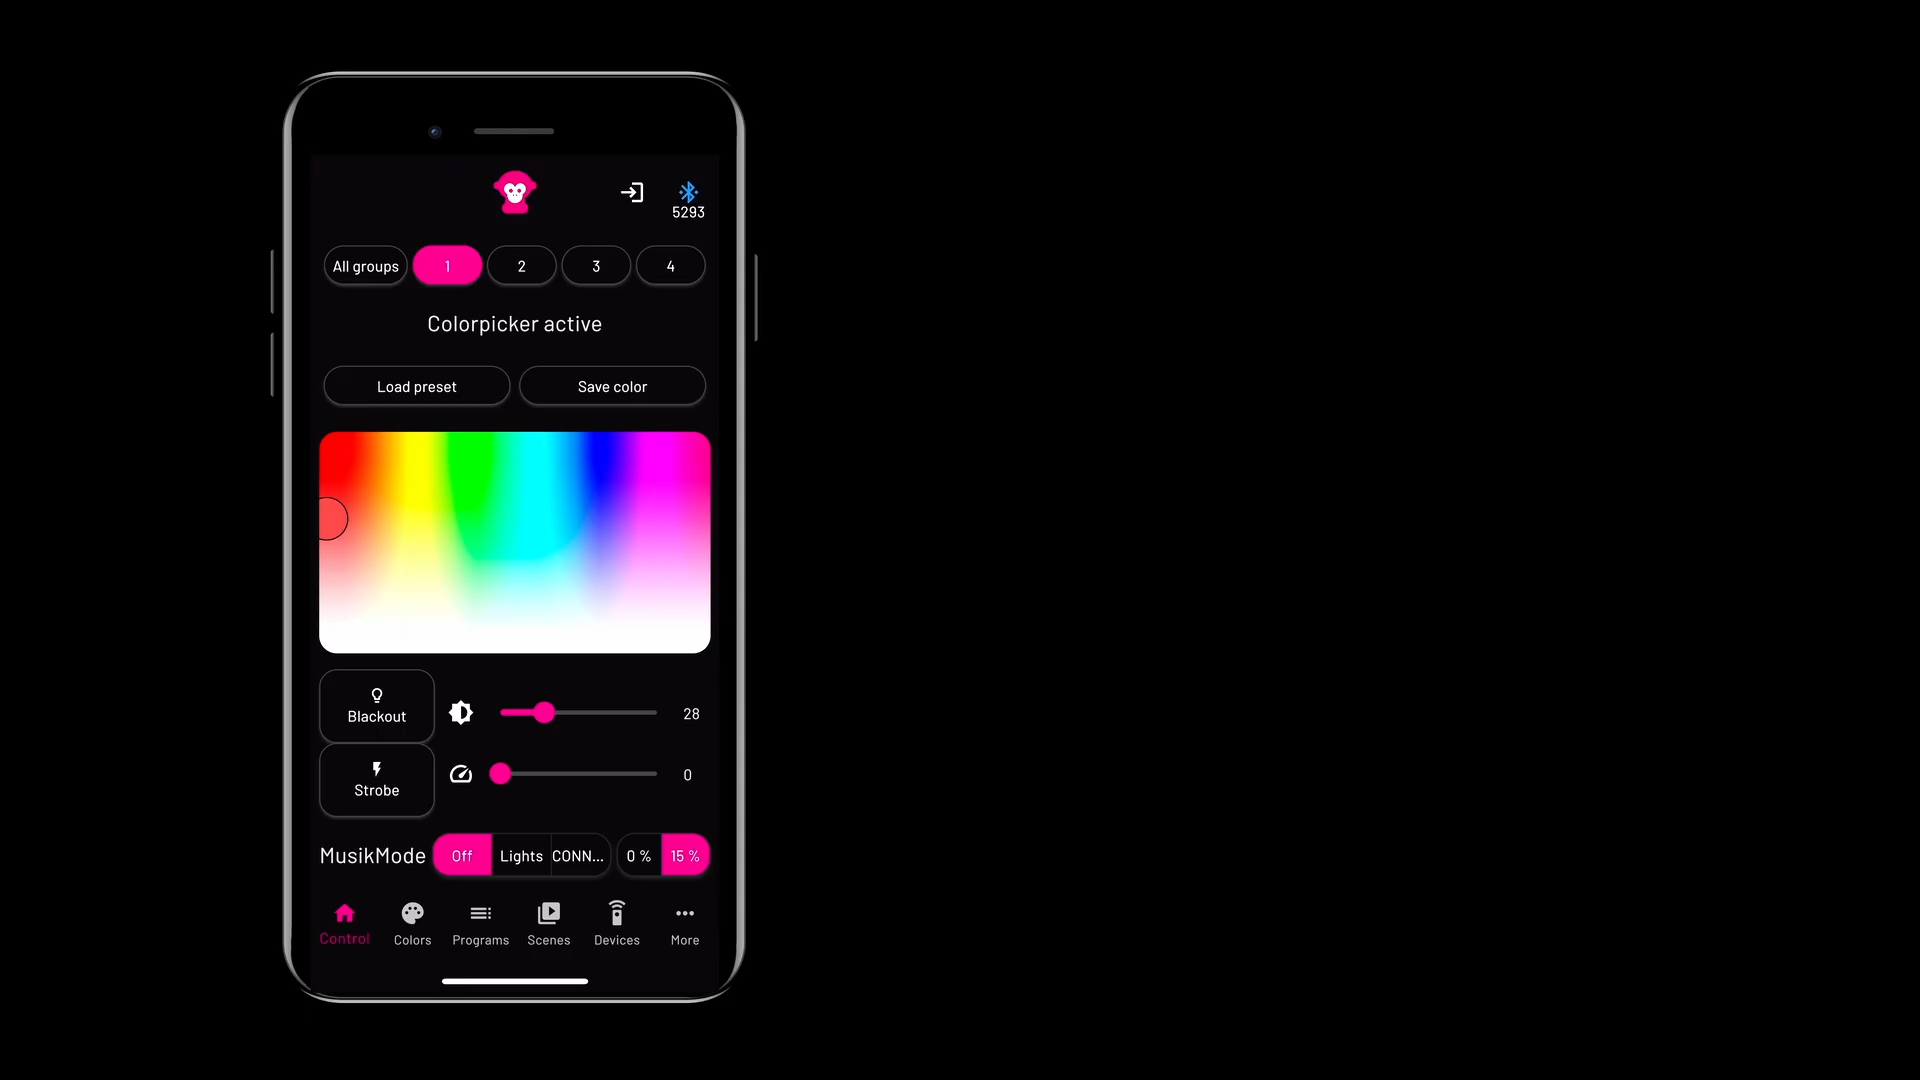 5293
All groups 1 2 3 4
Colorpicker active
Load preset Save color
Blackout 28
Strobe 0
MusikMode Off Lights CONN... 0 % 15 %
Control Colors Programs Scenes Devices More